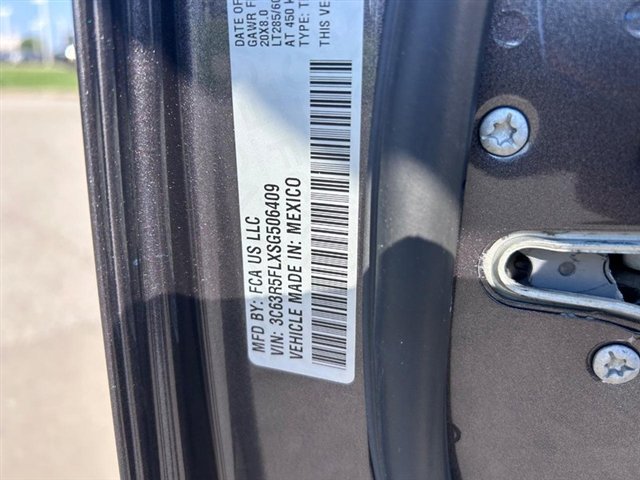 DATE OF
GAWR F
20X8.0
LT285/60
AT 450 K
TYPE: T
THIS VE
MFD BY: FCA US LLC
VIN: 3C63R5FLXSG506409
VEHICLE MADE IN: MEXICO